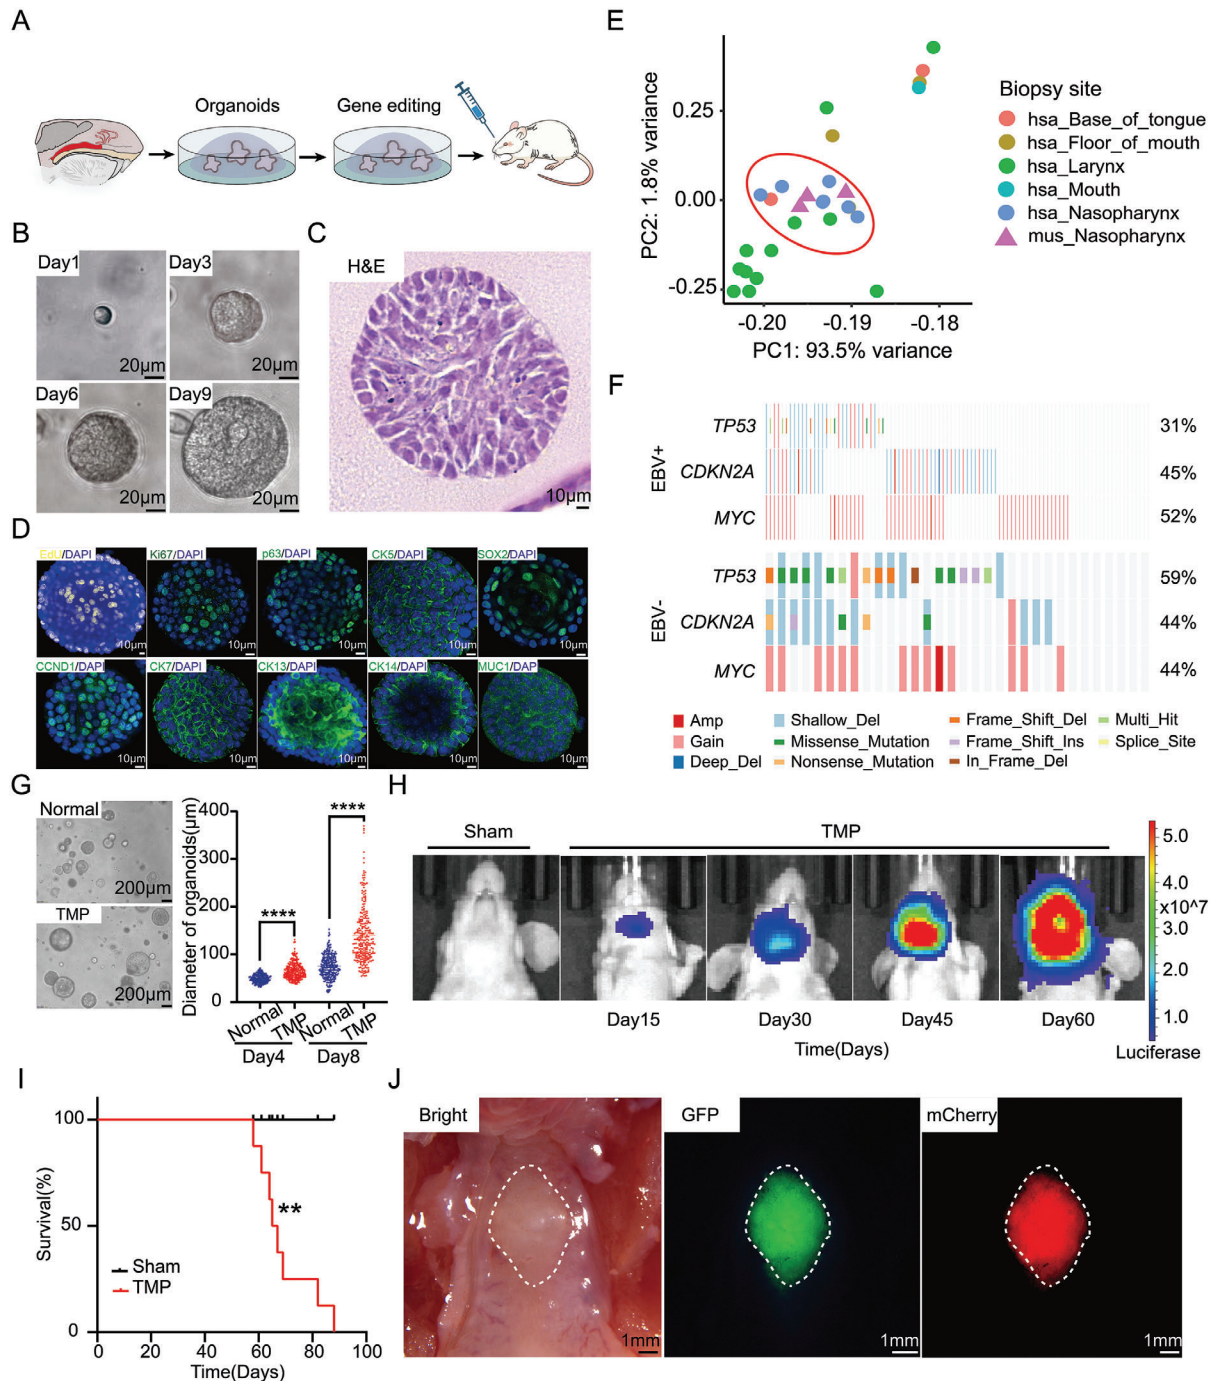 A
Organoids
Gene editing
B
Day1
20μm
Day3
20μm
Day6
20μm
Day9
20μm
C
H&E
10μm
D
EdU/DAPI
10μm
Ki67/DAPI
10μm
p63/DAPI
10μm
CK5/DAPI
10μm
SOX2/DAPI
10μm
CCND1/DAPI
10μm
CK7/DAPI
10μm
CK13/DAPI
10μm
CK14/DAPI
10μm
MUC1/DAPI
10μm
E
PC2: 1.8% variance
0.25
0.00
-0.25
-0.20
-0.19
-0.18
PC1: 93.5% variance
Biopsy site
hsa_Base_of_tongue
hsa_Floor_of_mouth
hsa_Larynx
hsa_Mouth
hsa_Nasopharynx
mus_Nasopharynx
F
EBV+
TP53
31%
CDKN2A
45%
MYC
52%
EBV-
TP53
59%
CDKN2A
44%
MYC
44%
Amp
Gain
Deep_Del
Shallow_Del
Missense_Mutation
Nonsense_Mutation
Frame_Shift_Del
Frame_Shift_Ins
In_Frame_Del
Multi_Hit
Splice_Site
G
Normal
200μm
TMP
200μm
Diameter of organoids(μm)
400
300
200
100
0
****
****
Normal
TMP
Normal
TMP
Day4
Day8
H
Sham
TMP
Day15
Day30
Day45
Day60
Time(Days)
5.0
4.0
x10^7
3.0
2.0
1.0
Luciferase
I
Survival(%)
100
50
0
**
Sham
TMP
0
20
40
60
80
100
Time(Days)
J
Bright
1mm
GFP
1mm
mCherry
1mm